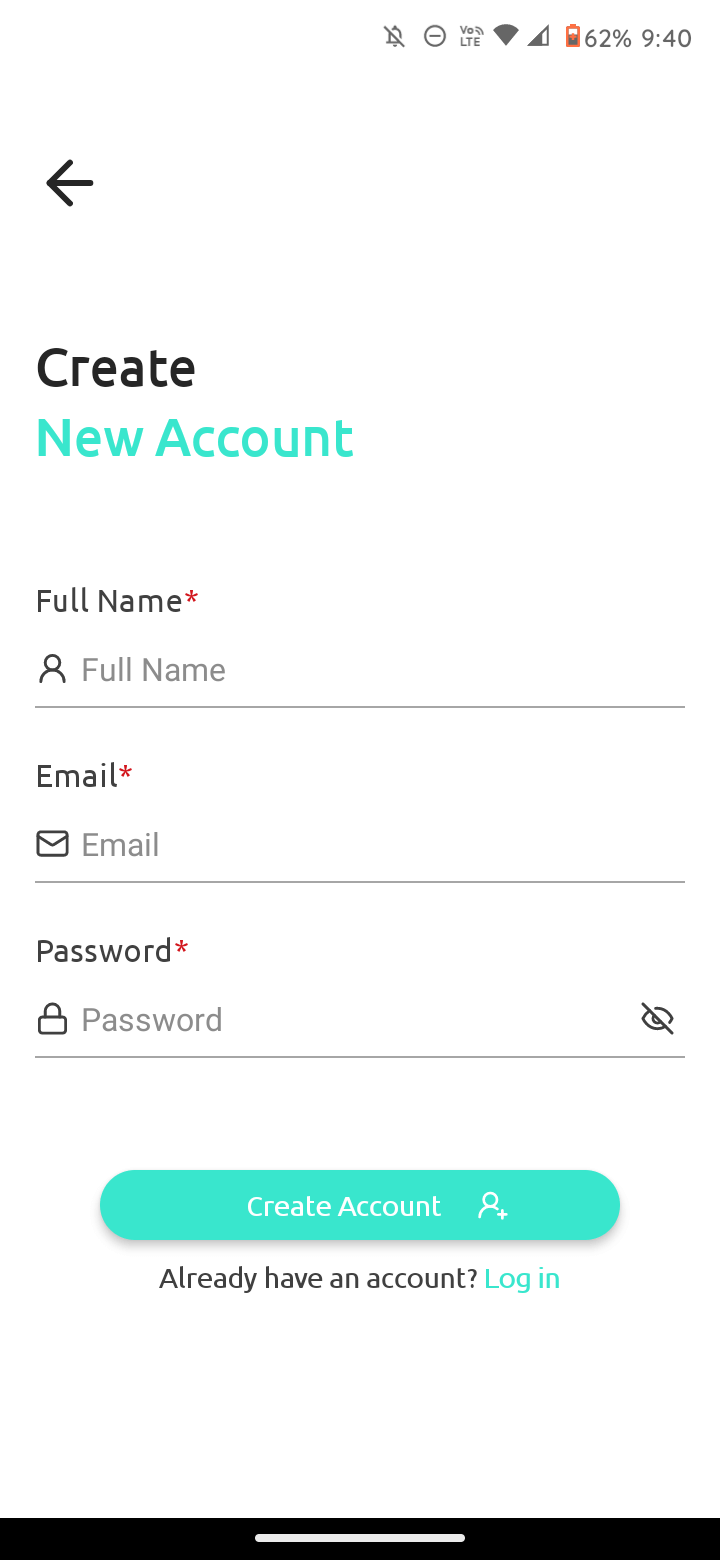 Vo LTE 62% 9:40
Create
New Account
Full Name*
Full Name
Email*
Email
Password*
Password
Create Account
Already have an account? Log in